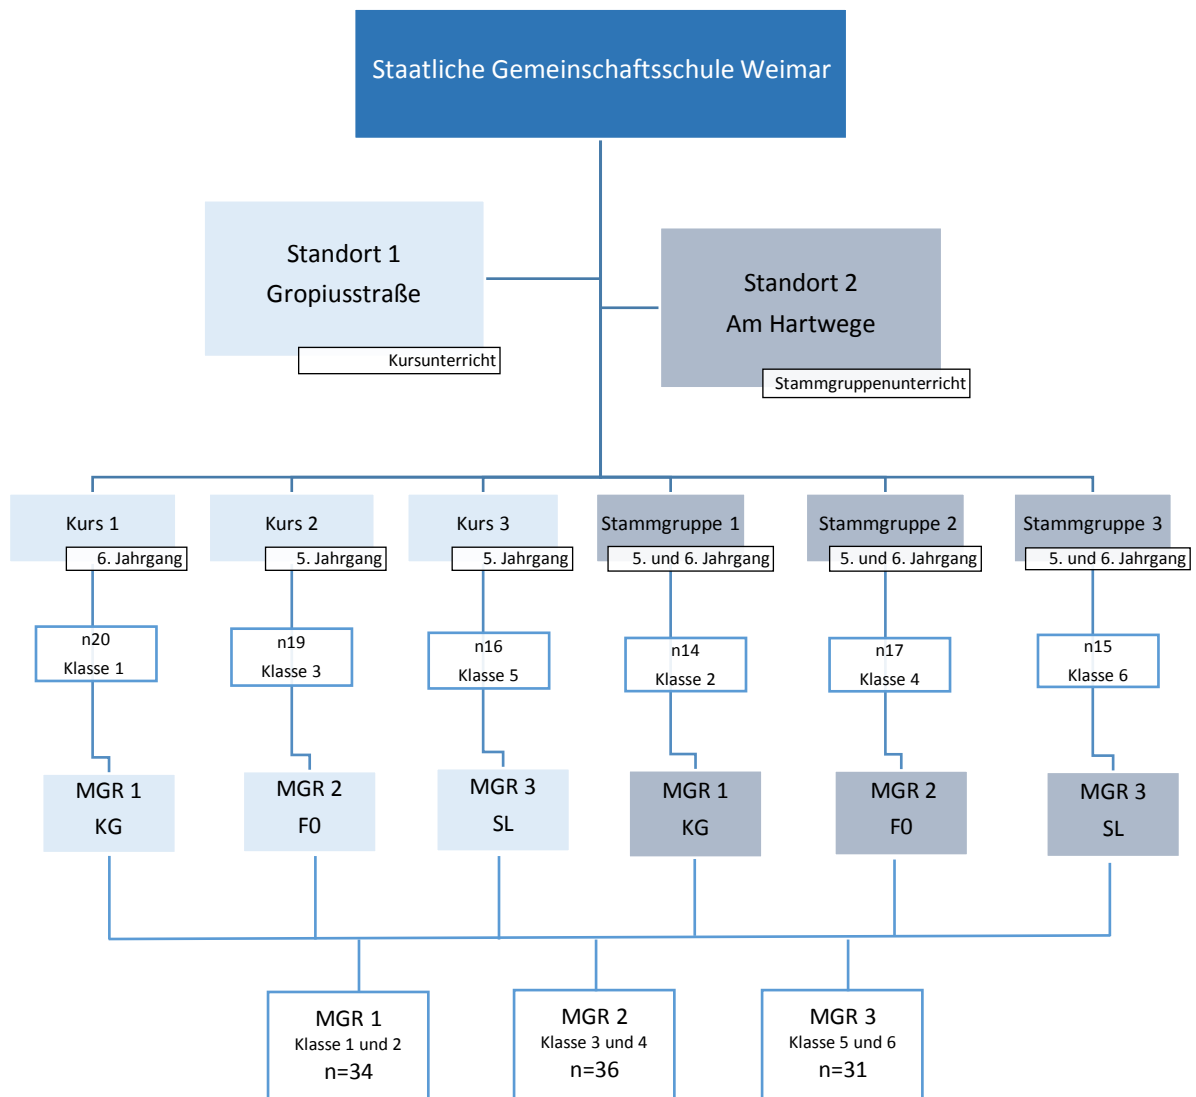 Staatliche Gemeinschaftsschule Weimar
Standort 1
Gropiusstraße
Kursunterricht
Standort 2
Am Hartwege
Stammgruppenunterricht
Kurs 1
6. Jahrgang
Kurs 2
5. Jahrgang
Kurs 3
5. Jahrgang
Stammgruppe 1
5. und 6. Jahrgang
Stammgruppe 2
5. und 6. Jahrgang
Stammgruppe 3
5. und 6. Jahrgang
n20
Klasse 1
n19
Klasse 3
n16
Klasse 5
n14
Klasse 2
n17
Klasse 4
n15
Klasse 6
MGR 1
KG
MGR 2
F0
MGR 3
SL
MGR 1
KG
MGR 2
F0
MGR 3
SL
MGR 1
Klasse 1 und 2
n=34
MGR 2
Klasse 3 und 4
n=36
MGR 3
Klasse 5 und 6
n=31